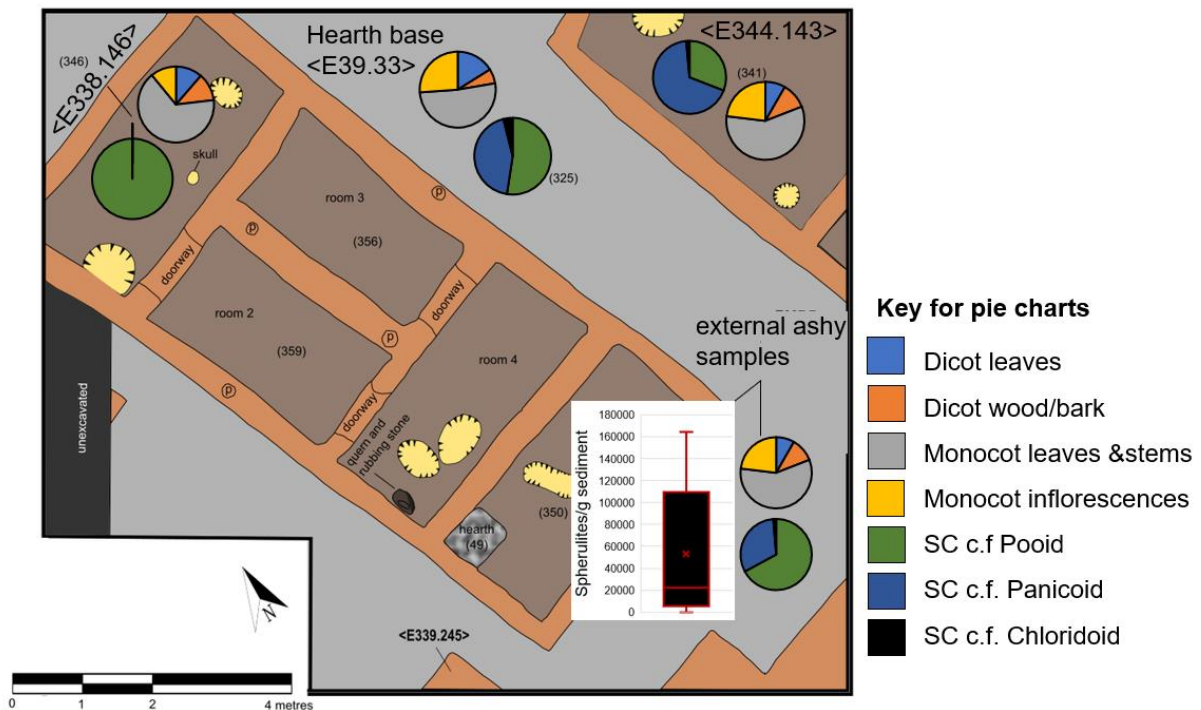 <E338.146>
(346)
Hearth base
<E39.33>
<E344.143>
(341)
(325)
skull
room 3
(356)
doorway
room 2
(359)
doorway
room 4
doorway
quern and
rubbing stone
hearth
(49)
(350)
unexcavated
p
p
p
p
external ashy
samples
Spherulites/g sediment
180000
160000
140000
120000
100000
80000
60000
40000
20000
0
<E339.245>
N
0 1 2 4 metres
Key for pie charts
Dicot leaves
Dicot wood/bark
Monocot leaves &stems
Monocot inflorescences
SC c.f Pooid
SC c.f. Panicoid
SC c.f. Chloridoid